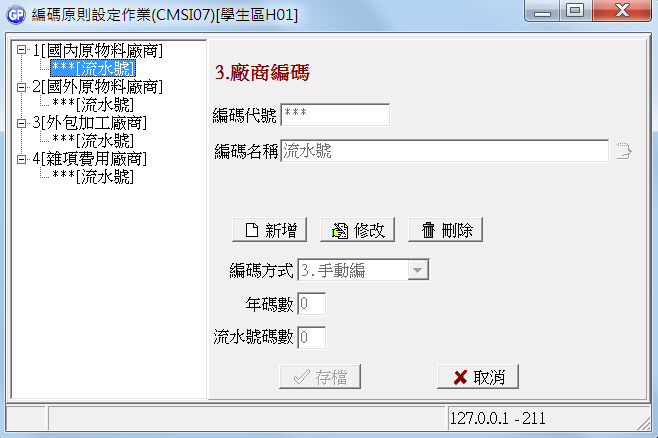 GP 編碼原則設定作業(CMSI07)[學生區H01]
1[國內原物料廠商]
***[流水號]
2[國外原物料廠商]
***[流水號]
3[外包加工廠商]
***[流水號]
4[雜項費用廠商]
***[流水號]
3.廠商編碼
編碼代號 ***
編碼名稱 流水號
新增 修改 刪除
編碼方式 3.手動編
年碼數 0
流水號碼數 0
存檔 取消
127.0.0.1 - 211